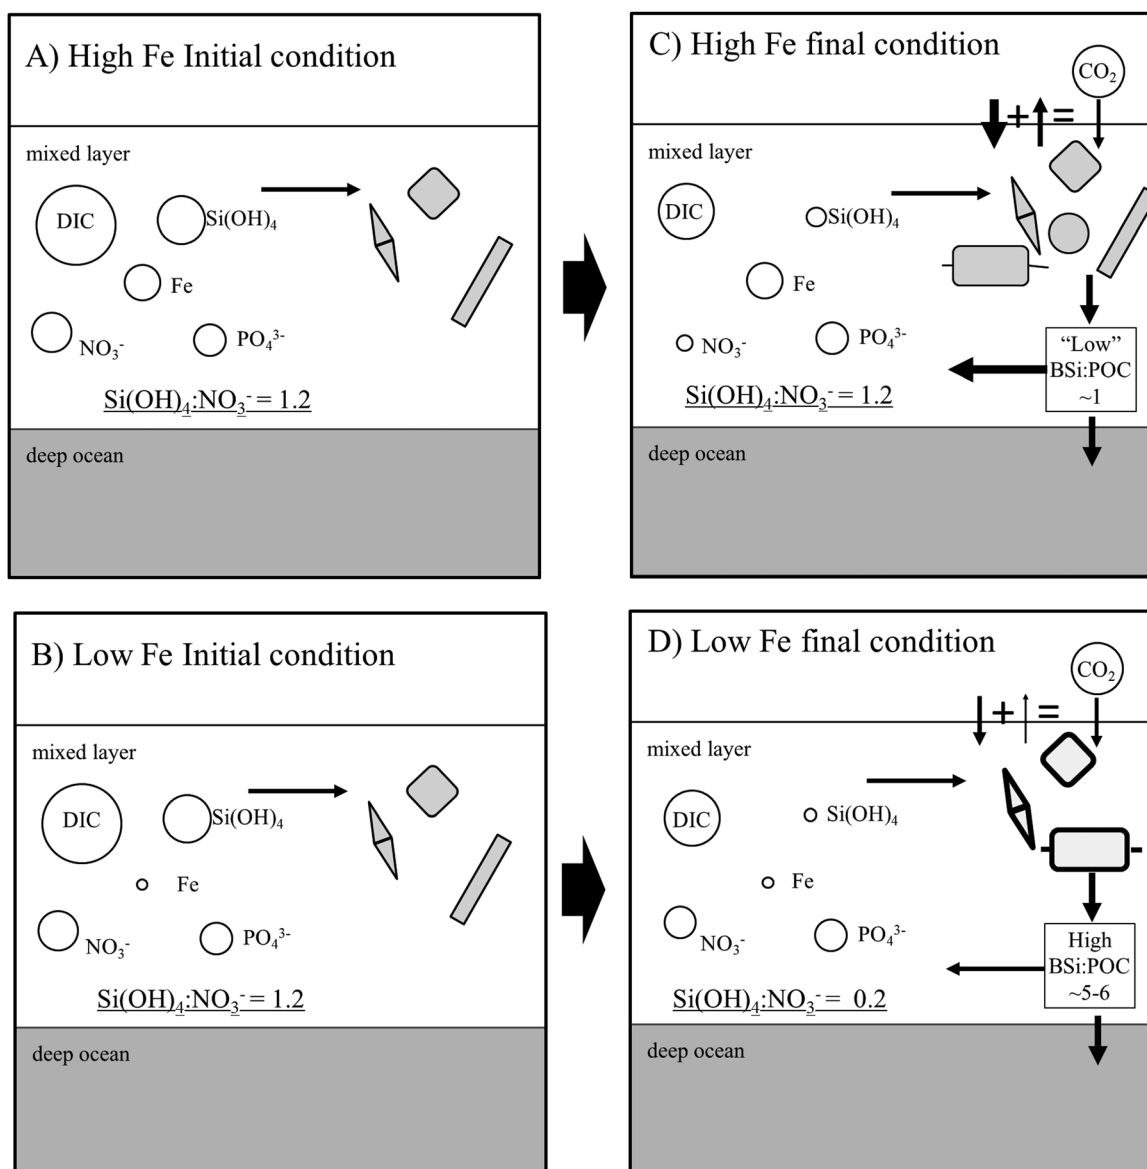 A) High Fe Initial condition
mixed layer
DIC
Si(OH)₄
Fe
NO₃⁻
PO₄³⁻
Si(OH)₄:NO₃⁻ = 1.2
deep ocean
C) High Fe final condition
CO₂
+ =
mixed layer
DIC
Si(OH)₄
Fe
NO₃⁻
PO₄³⁻
“Low”
BSi:POC
~1
Si(OH)₄:NO₃⁻ = 1.2
deep ocean
B) Low Fe Initial condition
mixed layer
DIC
Si(OH)₄
Fe
NO₃⁻
PO₄³⁻
Si(OH)₄:NO₃⁻ = 1.2
deep ocean
D) Low Fe final condition
CO₂
+ =
mixed layer
DIC
Si(OH)₄
Fe
NO₃⁻
PO₄³⁻
High
BSi:POC
~5-6
Si(OH)₄:NO₃⁻ = 0.2
deep ocean